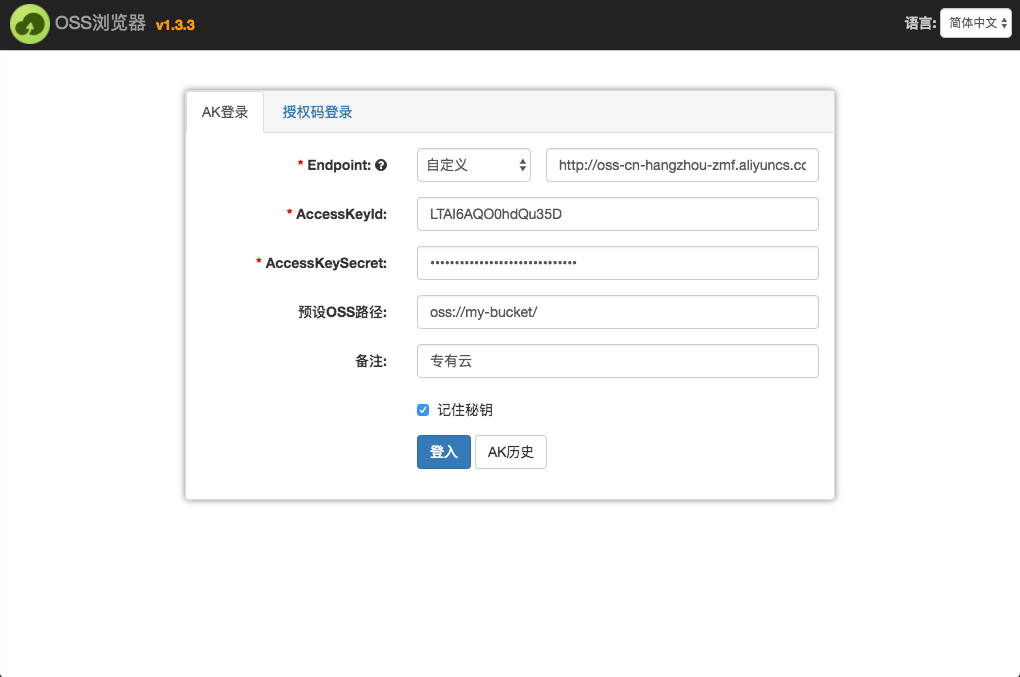 OSS浏览器 v1.3.3 语言: 简体中文
AK登录 授权码登录
* Endpoint: 自定义 http://oss-cn-hangzhou-zmf.aliyuncs.cc
* AccessKeyId: LTAI6AQO0hdQu35D
* AccessKeySecret: ••••••••••••••••••••••••••••••
预设OSS路径: oss://my-bucket/
备注: 专有云
记住秘钥
登入 AK历史